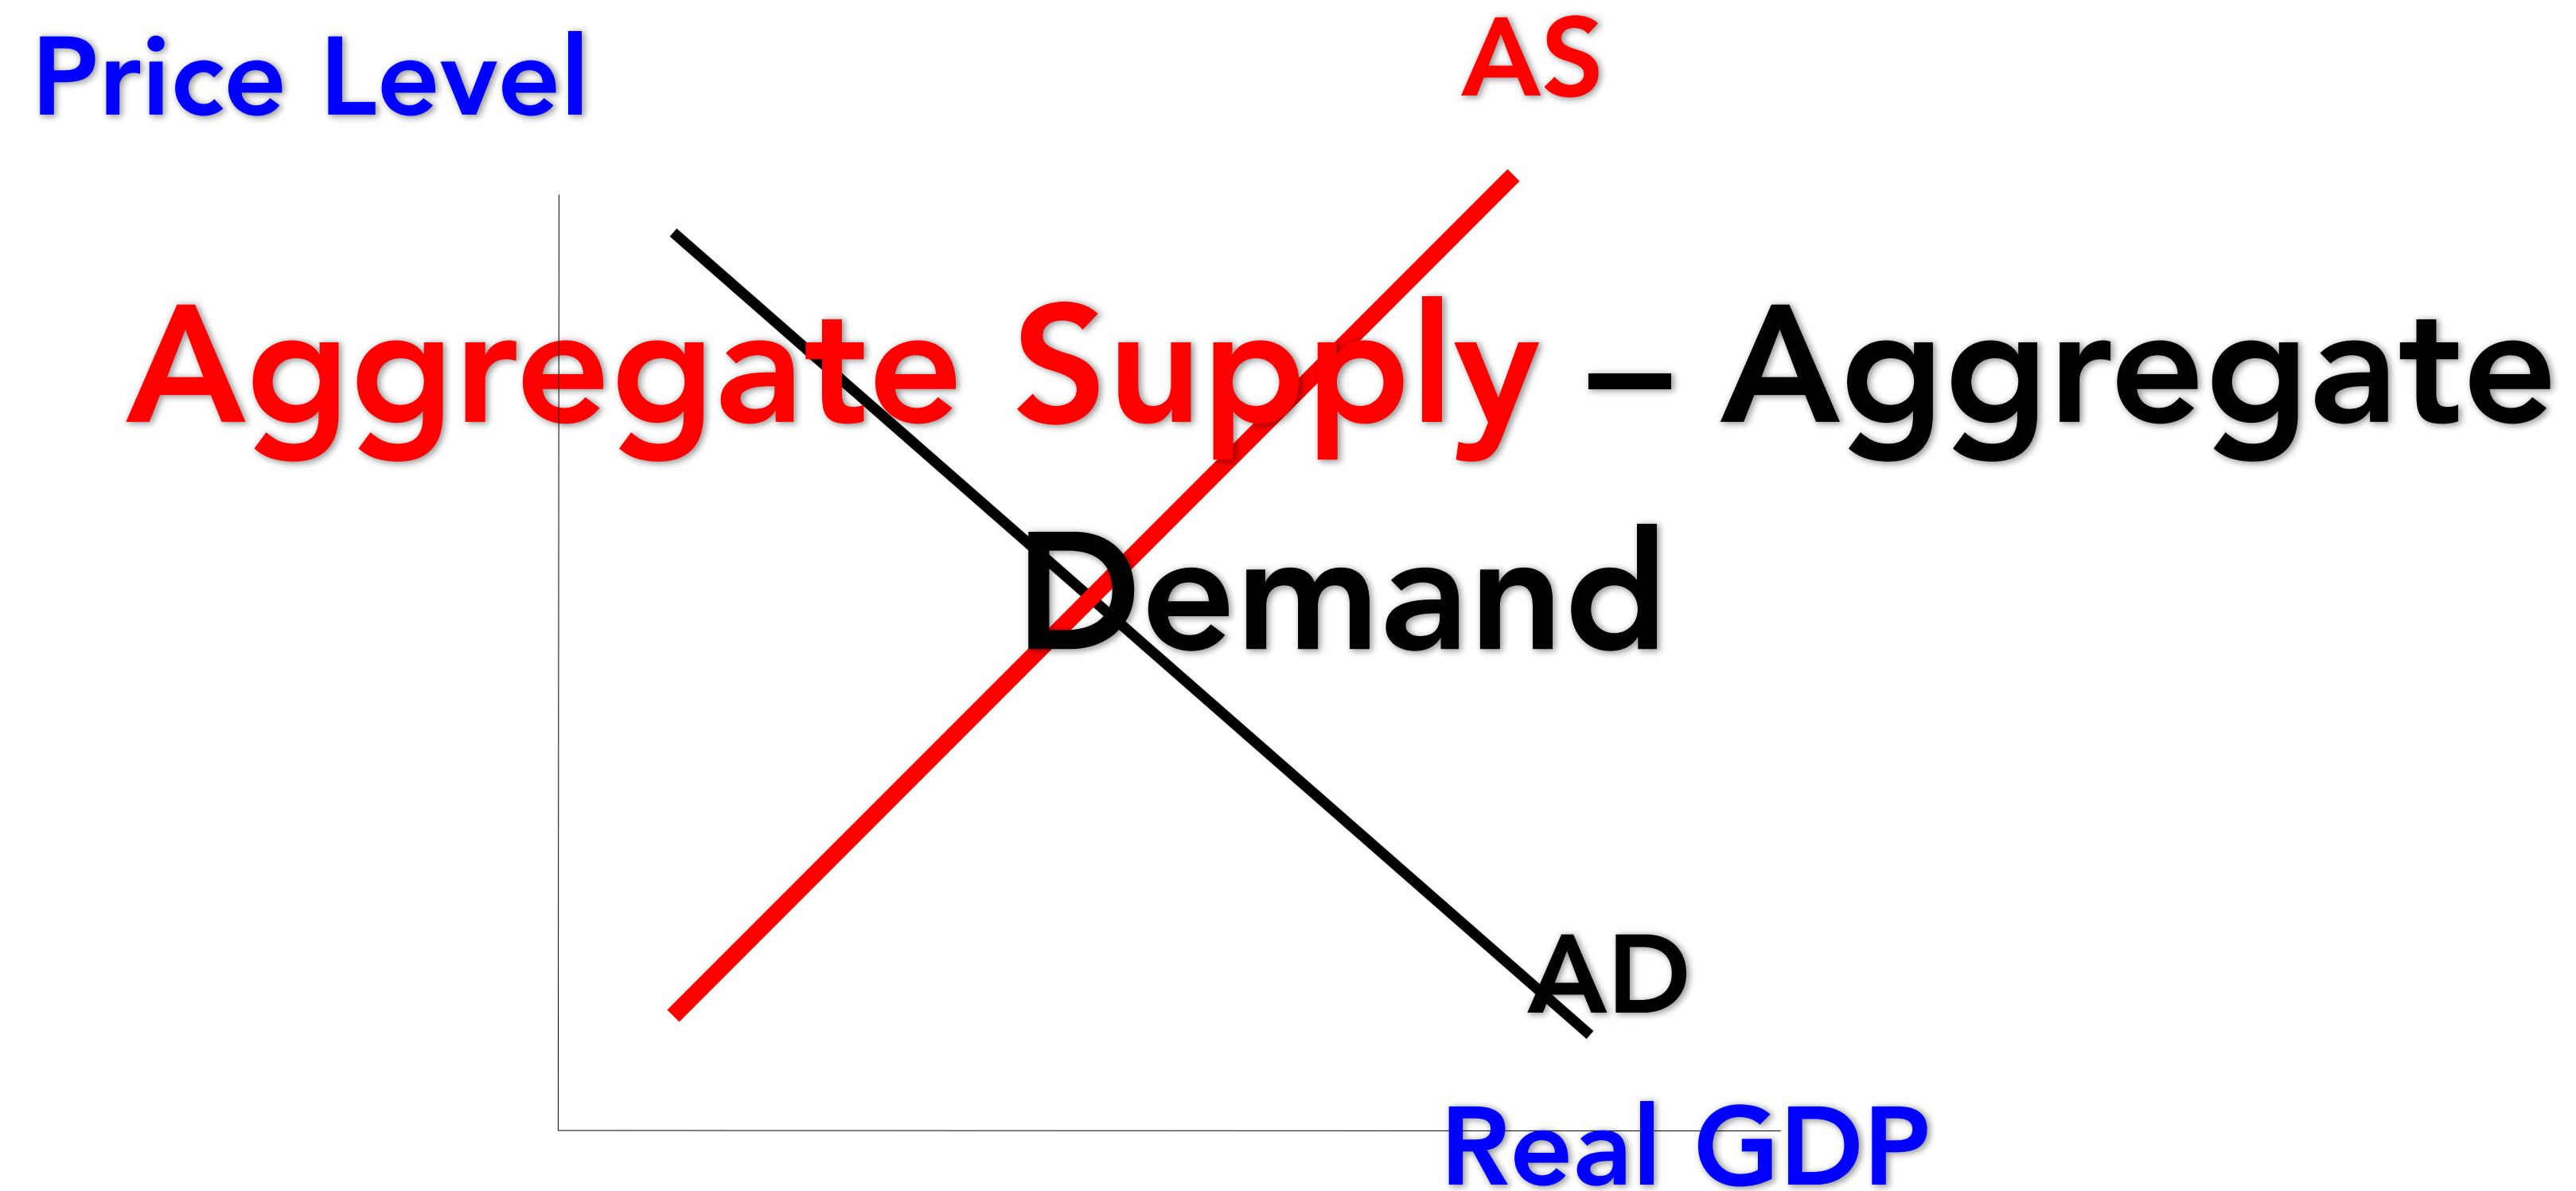 Price Level
AS
Aggregate Supply – Aggregate
Demand
AD
Real GDP